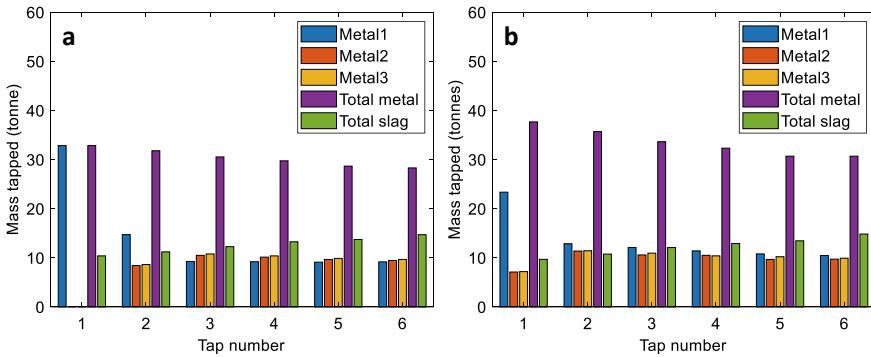 a
Mass tapped (tonne)
60
50
40
30
20
10
0
Metal1
Metal2
Metal3
Total metal
Total slag
1 2 3 4 5 6
Tap number
b
Mass tapped (tonnes)
60
50
40
30
20
10
0
Metal1
Metal2
Metal3
Total metal
Total slag
1 2 3 4 5 6
Tap number